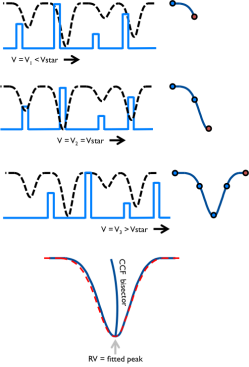 V = V₁ < Vstar
V = V₂ = Vstar
V = V₃ > Vstar
CCF bisector
RV = fitted peak